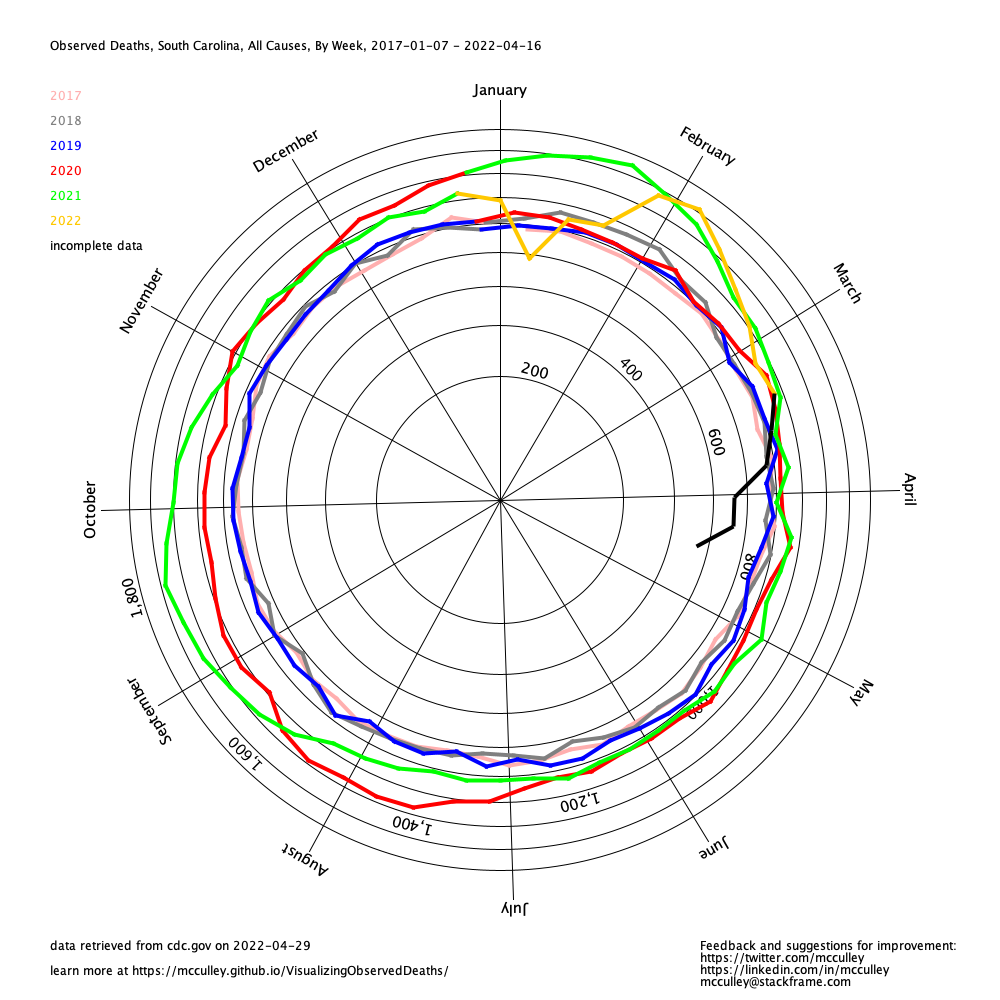 Observed Deaths, South Carolina, All Causes, By Week, 2017-01-07 - 2022-04-16
January
2017
2018
2019
2020
2021
2022
incomplete data
December
February
November
March
200
400
600
October
April
800
1,800
September
May
1,000
1,600
1,200
1,400
August
June
July
data retrieved from cdc.gov on 2022-04-29
learn more at https://mcculley.github.io/VisualizingObservedDeaths/
Feedback and suggestions for improvement:
https://twitter.com/mcculley
https://linkedin.com/in/mcculley
mcculley@stackframe.com